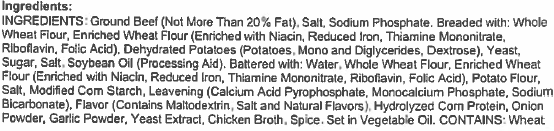 Ingredients:
INGREDIENTS: Ground Beef (Not More Than 20% Fat), Salt, Sodium Phosphate. Breaded with: Whole
Wheat Flour, Enriched Wheat Flour (Enriched with Niacin, Reduced Iron, Thiamine Mononitrate,
Riboflavin, Folic Acid), Dehydrated Potatoes (Potatoes, Mono and Diglycerides, Dextrose), Yeast,
Sugar, Salt, Soybean Oil (Processing Aid). Battered with: Water, Whole Wheat Flour, Enriched Wheat
Flour (Enriched with Niacin, Reduced Iron, Thiamine Mononitrate, Riboflavin, Folic Acid), Potato Flour,
Salt, Modified Corn Starch, Leavening (Calcium Acid Pyrophosphate, Monocalcium Phosphate, Sodium
Bicarbonate), Flavor (Contains Maltodextrin, Salt and Natural Flavors), Hydrolyzed Corn Protein, Onion
Powder, Garlic Powder, Yeast Extract, Chicken Broth, Spice. Set in Vegetable Oil. CONTAINS: Wheat